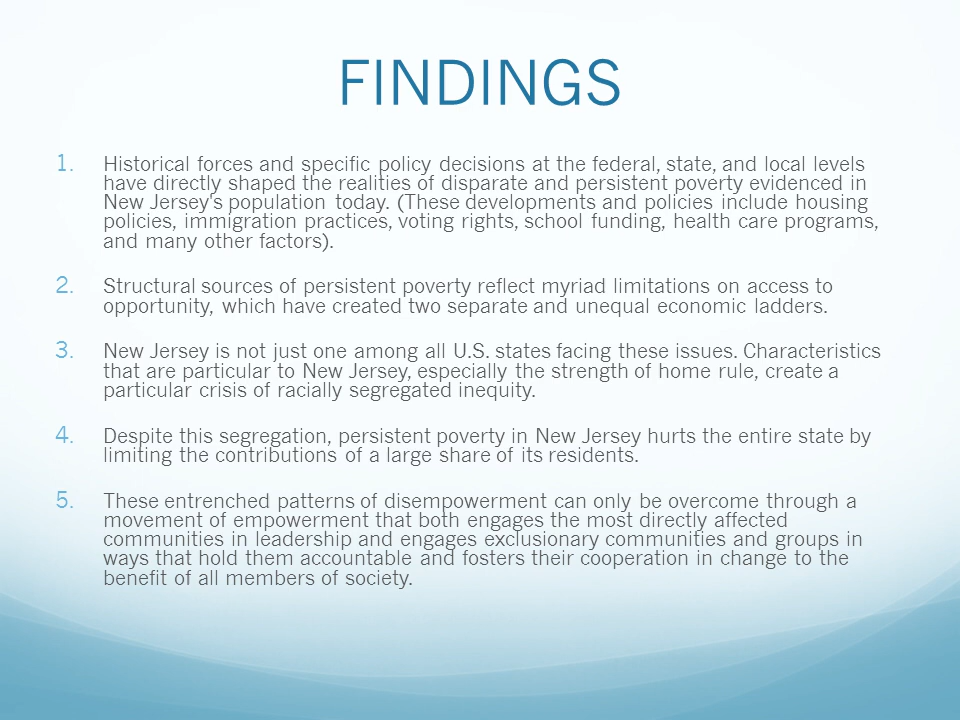 FINDINGS
1. Historical forces and specific policy decisions at the federal, state, and local levels
have directly shaped the realities of disparate and persistent poverty evidenced in
New Jersey's population today. (These developments and policies include housing
policies, immigration practices, voting rights, school funding, health care programs,
and many other factors).
2. Structural sources of persistent poverty reflect myriad limitations on access to
opportunity, which have created two separate and unequal economic ladders.
3. New Jersey is not just one among all U.S. states facing these issues. Characteristics
that are particular to New Jersey, especially the strength of home rule, create a
particular crisis of racially segregated inequity.
4. Despite this segregation, persistent poverty in New Jersey hurts the entire state by
limiting the contributions of a large share of its residents.
5. These entrenched patterns of disempowerment can only be overcome through a
movement of empowerment that both engages the most directly affected
communities in leadership and engages exclusionary communities and groups in
ways that hold them accountable and fosters their cooperation in change to the
benefit of all members of society.